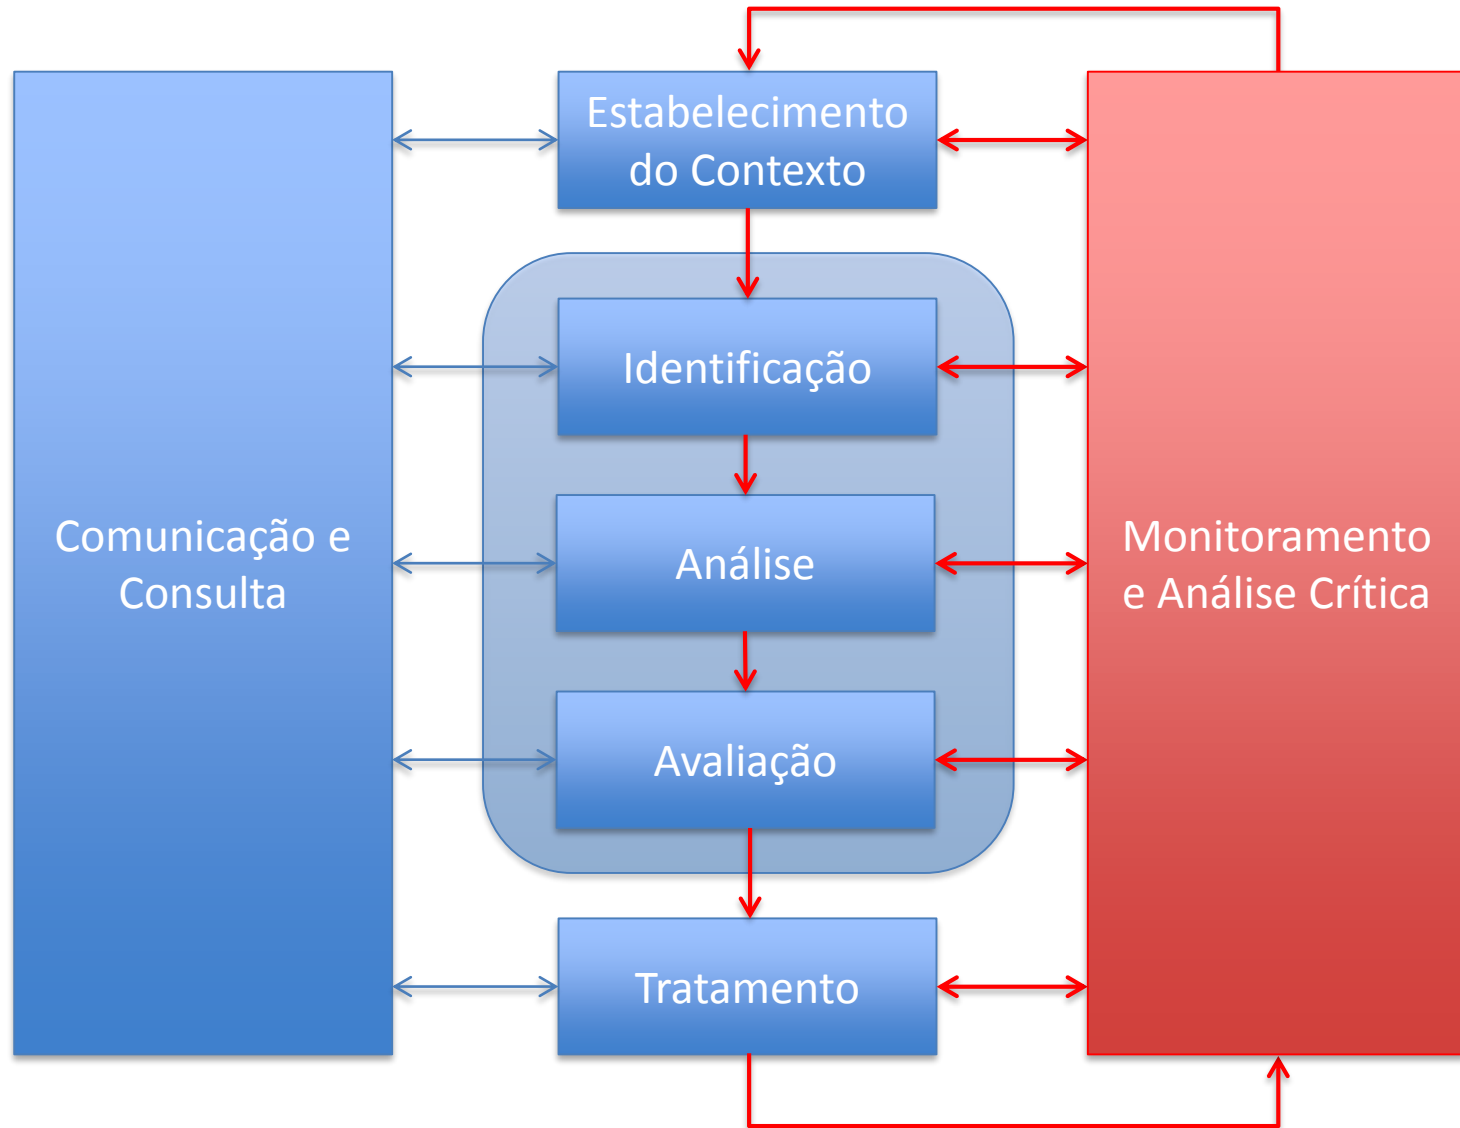 Estabelecimento
do Contexto
Identificação
Comunicação e
Consulta
Análise
Monitoramento
e Análise Crítica
Avaliação
Tratamento